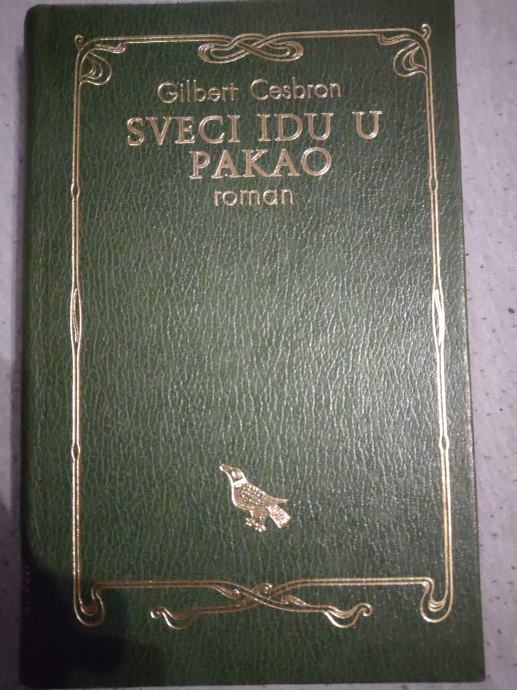 Gilbert Cesbron
SVECI IDU U
PAKAO
roman